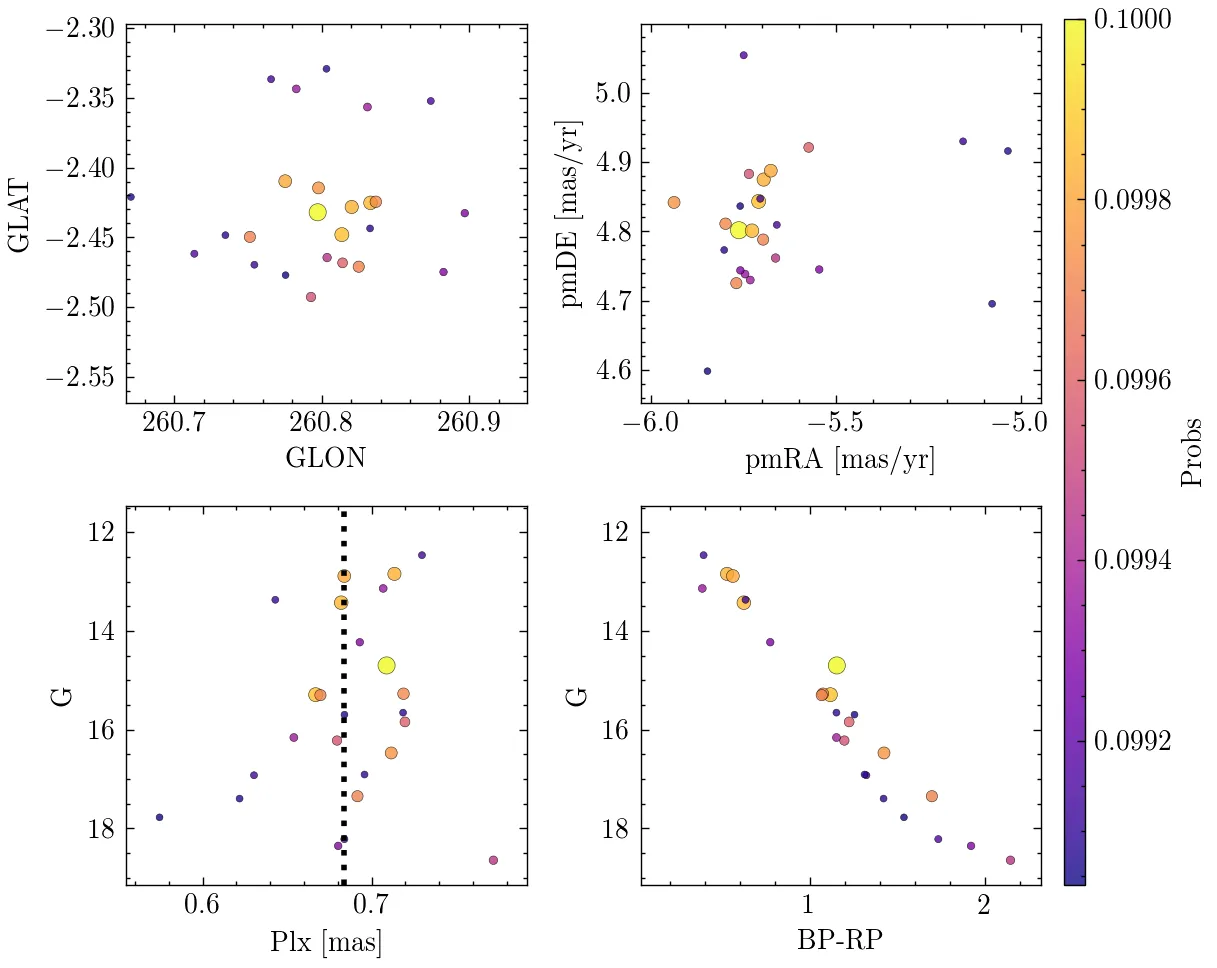 −2.30
−2.35
−2.40
−2.45
−2.50
−2.55
GLAT
260.7 260.8 260.9
GLON
5.0
4.9
4.8
4.7
4.6
pmDE [mas/yr]
−6.0 −5.5 −5.0
pmRA [mas/yr]
0.1000
0.0998
0.0996
0.0994
0.0992
Probs
12
14
16
18
G
0.6 0.7
Plx [mas]
12
14
16
18
G
1 2
BP-RP